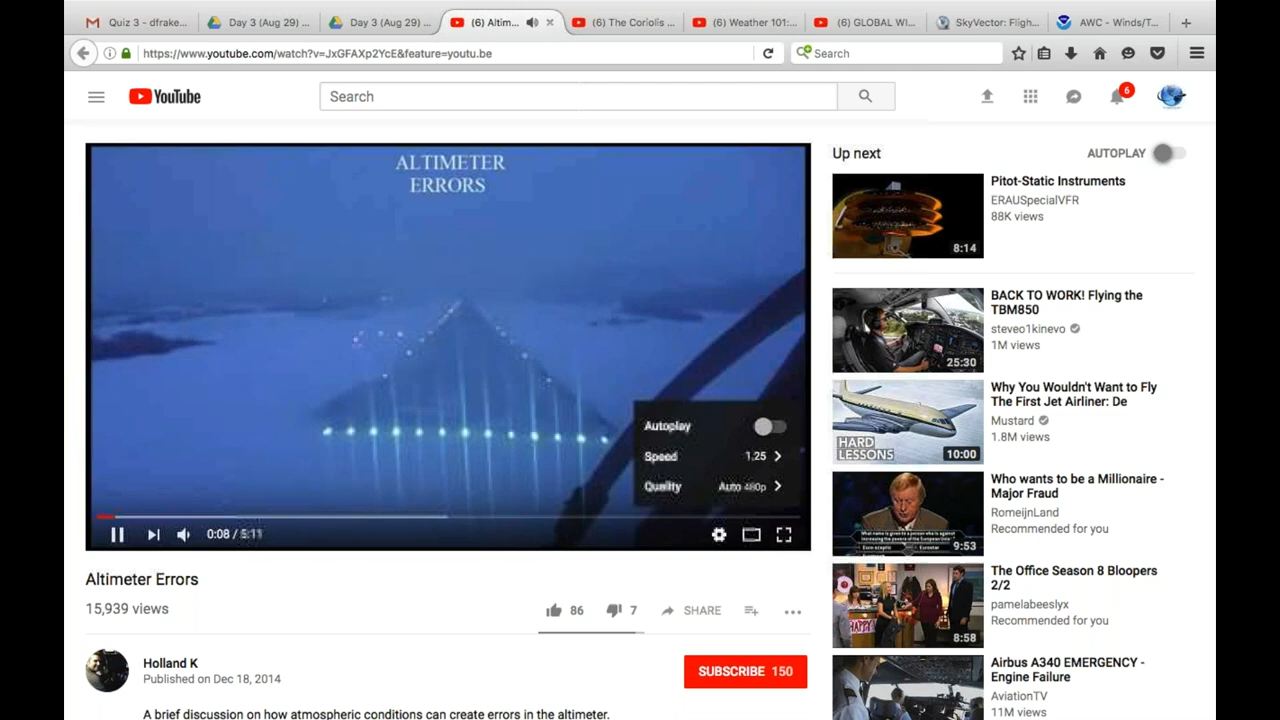 Quiz 3 - dfrake...
Day 3 (Aug 29) ...
Day 3 (Aug 29) ...
(6) Altim...
(6) The Coriolis ...
(6) Weather 101:...
(6) GLOBAL WI...
SkyVector: Fligh...
AWC - Winds/T...
https://www.youtube.com/watch?v=JxGFAXp2YcE&feature=youtu.be
Search
YouTube
Search
6
ALTIMETER
ERRORS
Autoplay
Speed 1.25
Quality Auto 480p
0:08 / 5:11
Altimeter Errors
15,939 views
86
7
SHARE
Holland K
Published on Dec 18, 2014
SUBSCRIBE 150
A brief discussion on how atmospheric conditions can create errors in the altimeter.
Up next
AUTOPLAY
8:14
Pitot-Static Instruments
ERAUSpecialVFR
88K views
25:30
BACK TO WORK! Flying the
TBM850
steveo1kinevo
1M views
HARD
LESSONS
10:00
Why You Wouldn't Want to Fly
The First Jet Airliner: De
Mustard
1.8M views
9:53
Who wants to be a Millionaire -
Major Fraud
RomeijnLand
Recommended for you
8:58
The Office Season 8 Bloopers
2/2
pamelabeeslyx
Recommended for you
Airbus A340 EMERGENCY -
Engine Failure
AviationTV
11M views